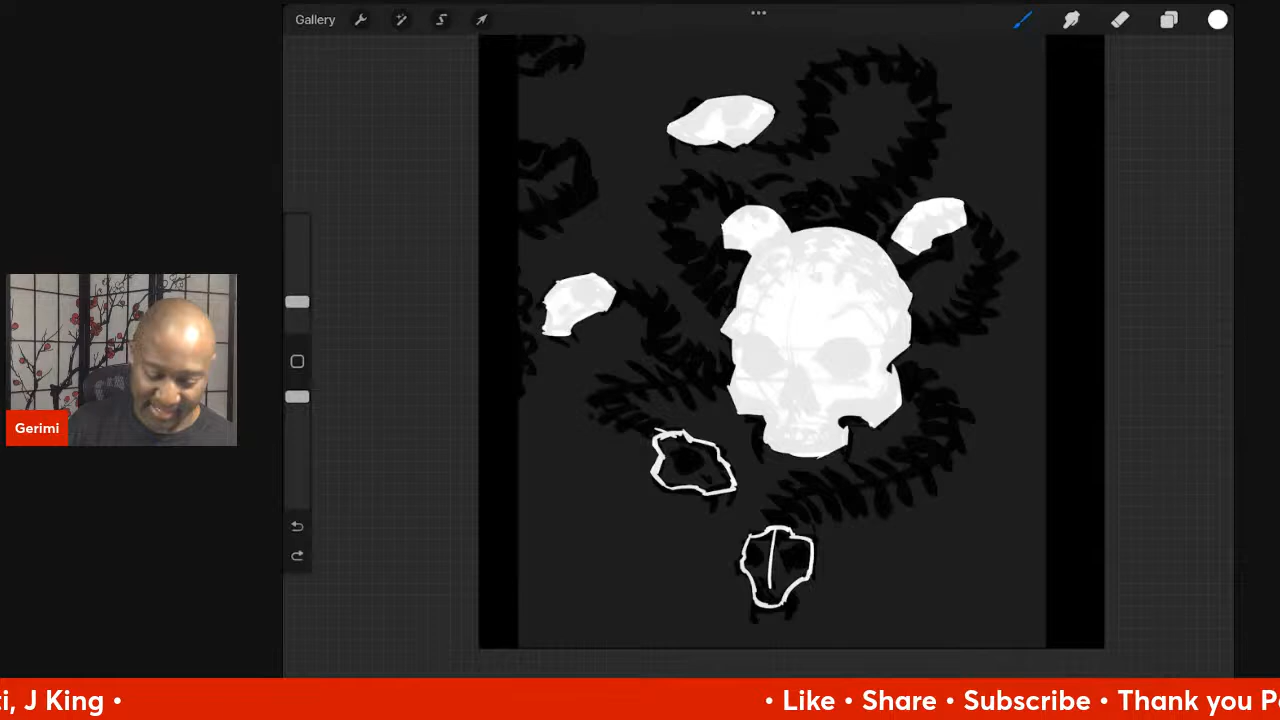 Gallery
Gerimi
i, J King • • Like • Share • Subscribe • Thank you P